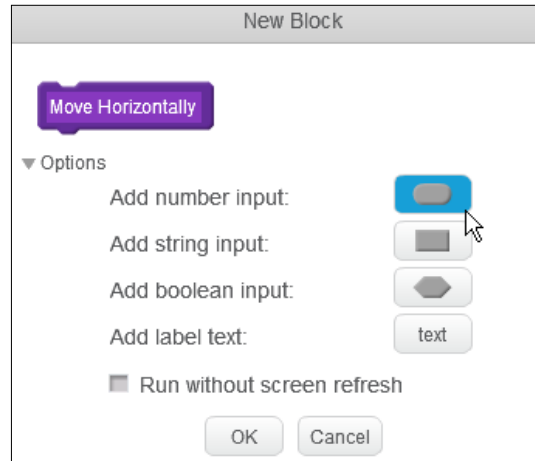 New Block
Move Horizontally
Options
Add number input:
Add string input:
Add boolean input:
Add label text: text
Run without screen refresh
OK Cancel